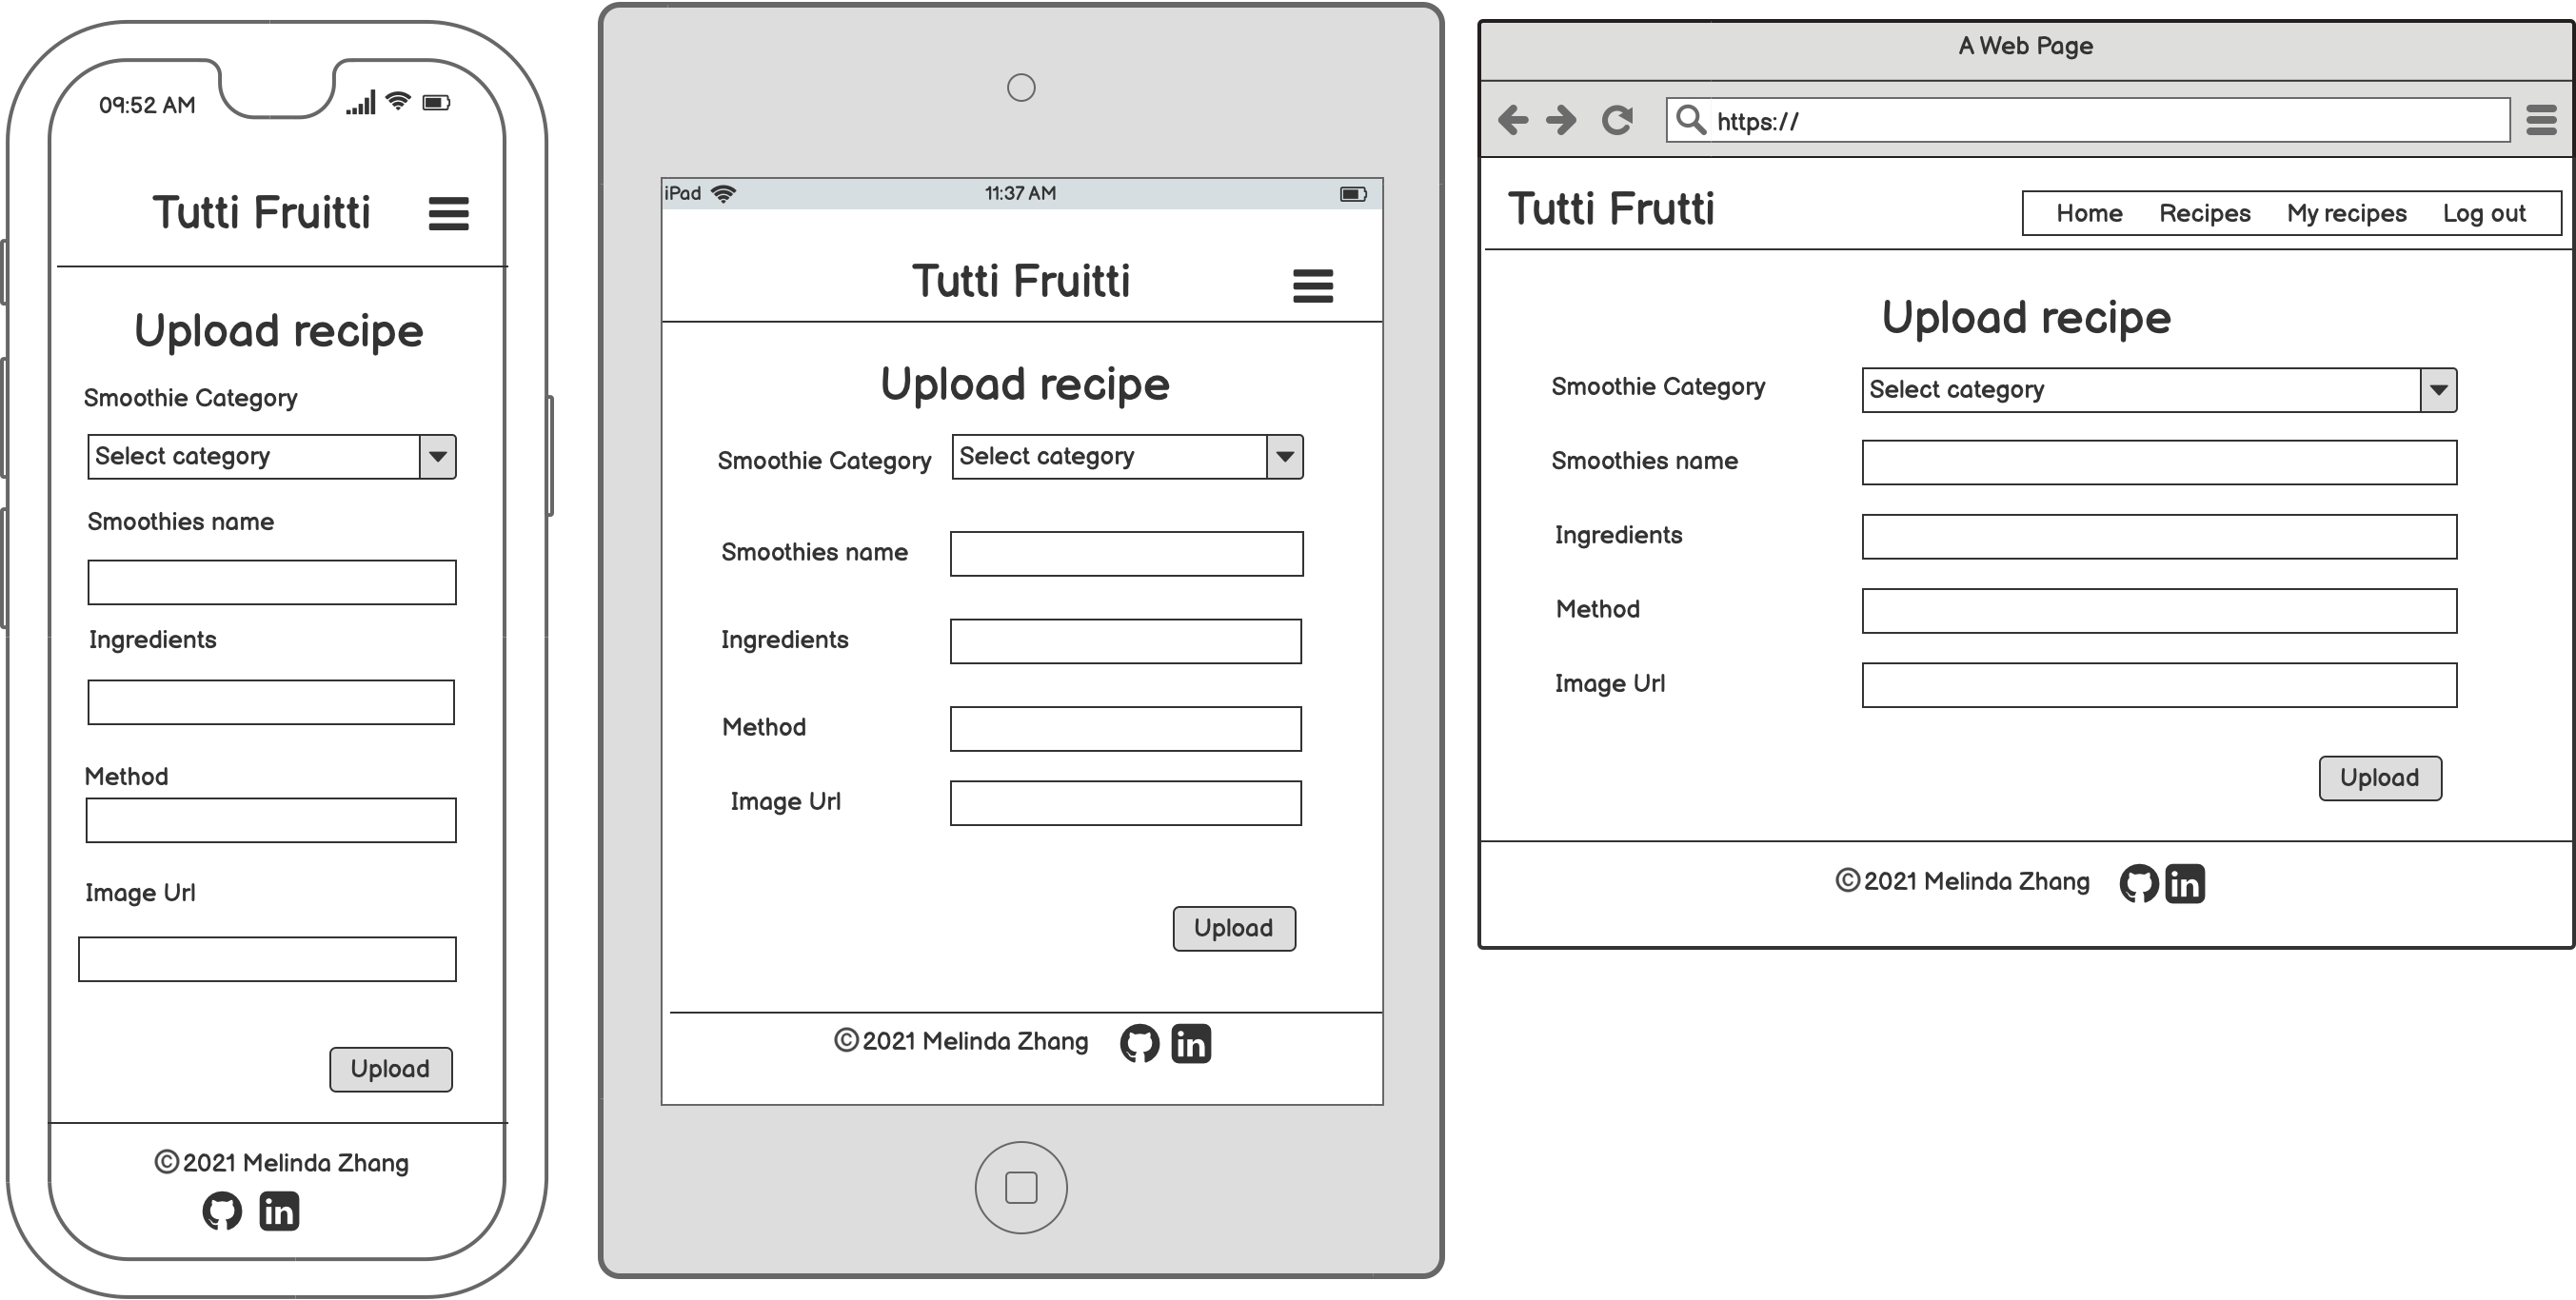 09:52 AM
Tutti Fruitti
Upload recipe
Smoothie Category
Select category
Smoothies name
Ingredients
Method
Image Url
Upload
©2021 Melinda Zhang
in
iPad
11:37 AM
Tutti Fruitti
Upload recipe
Smoothie Category
Select category
Smoothies name
Ingredients
Method
Image Url
Upload
©2021 Melinda Zhang
in
A Web Page
https://
Tutti Frutti
Home Recipes My recipes Log out
Upload recipe
Smoothie Category
Select category
Smoothies name
Ingredients
Method
Image Url
Upload
©2021 Melinda Zhang
in